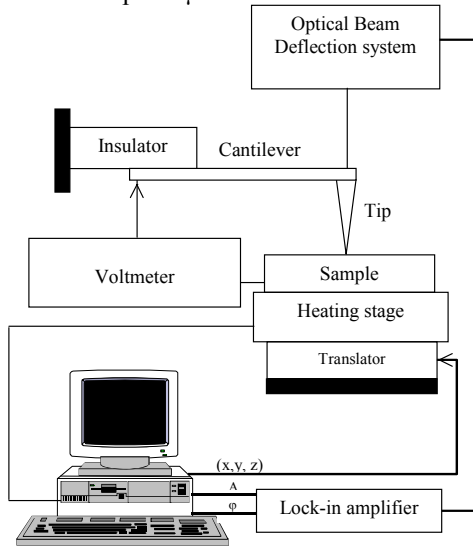 Optical Beam
Deflection system
Insulator
Cantilever
Tip
Voltmeter
Sample
Heating stage
Translator
(x,y, z)
A
φ
Lock-in amplifier